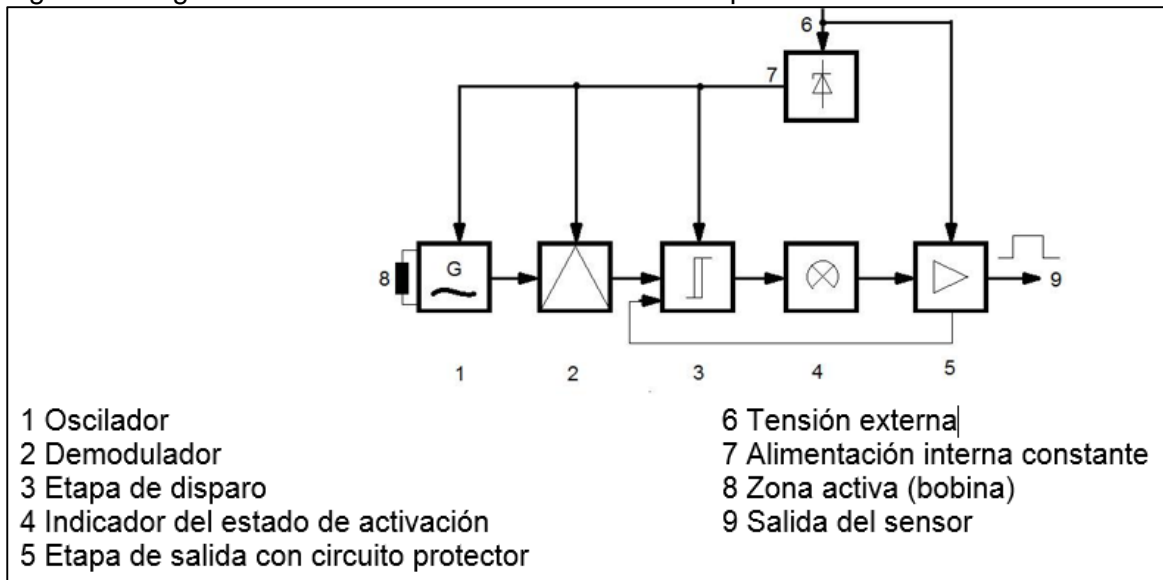 6
7
G
8
9
1 2 3 4 5
1 Oscilador
2 Demodulador
3 Etapa de disparo
4 Indicador del estado de activación
5 Etapa de salida con circuito protector
6 Tensión externa
7 Alimentación interna constante
8 Zona activa (bobina)
9 Salida del sensor